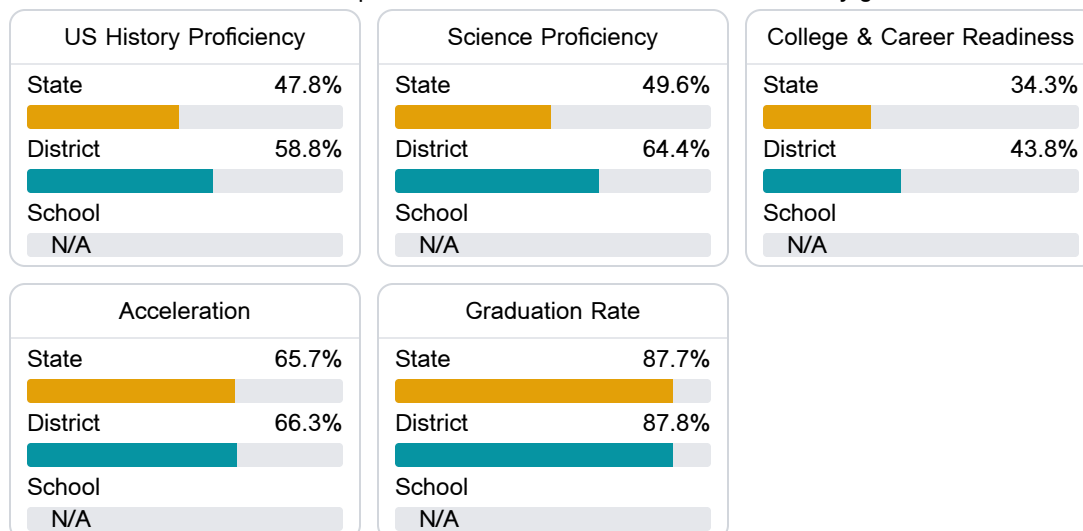 US History Proficiency
State 47.8%
District 58.8%
School
N/A
Science Proficiency
State 49.6%
District 64.4%
School
N/A
College & Career Readiness
State 34.3%
District 43.8%
School
N/A
Acceleration
State 65.7%
District 66.3%
School
N/A
Graduation Rate
State 87.7%
District 87.8%
School
N/A